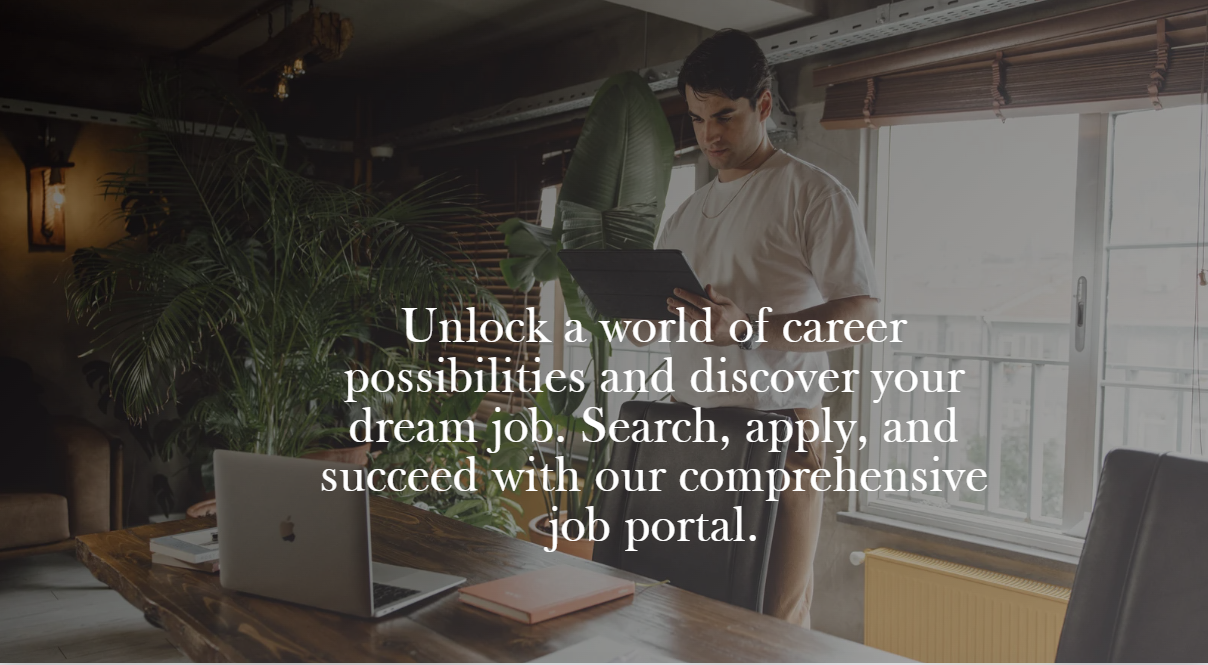 Unlock a world of career
possibilities and discover your
dream job. Search, apply, and
succeed with our comprehensive
job portal.